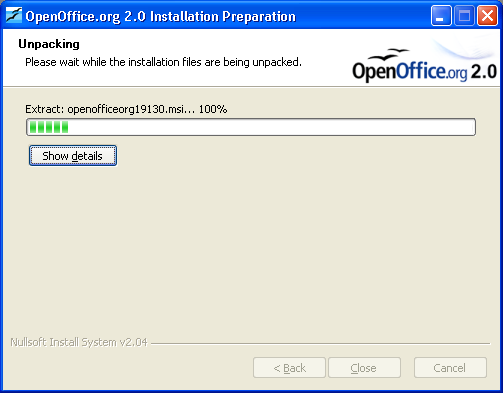 OpenOffice.org 2.0 Installation Preparation
Unpacking
Please wait while the installation files are being unpacked.
OpenOffice.org 2.0
Extract: openofficeorg19130.msi... 100%
Show details
Nullsoft Install System v2.04
< Back
Close
Cancel